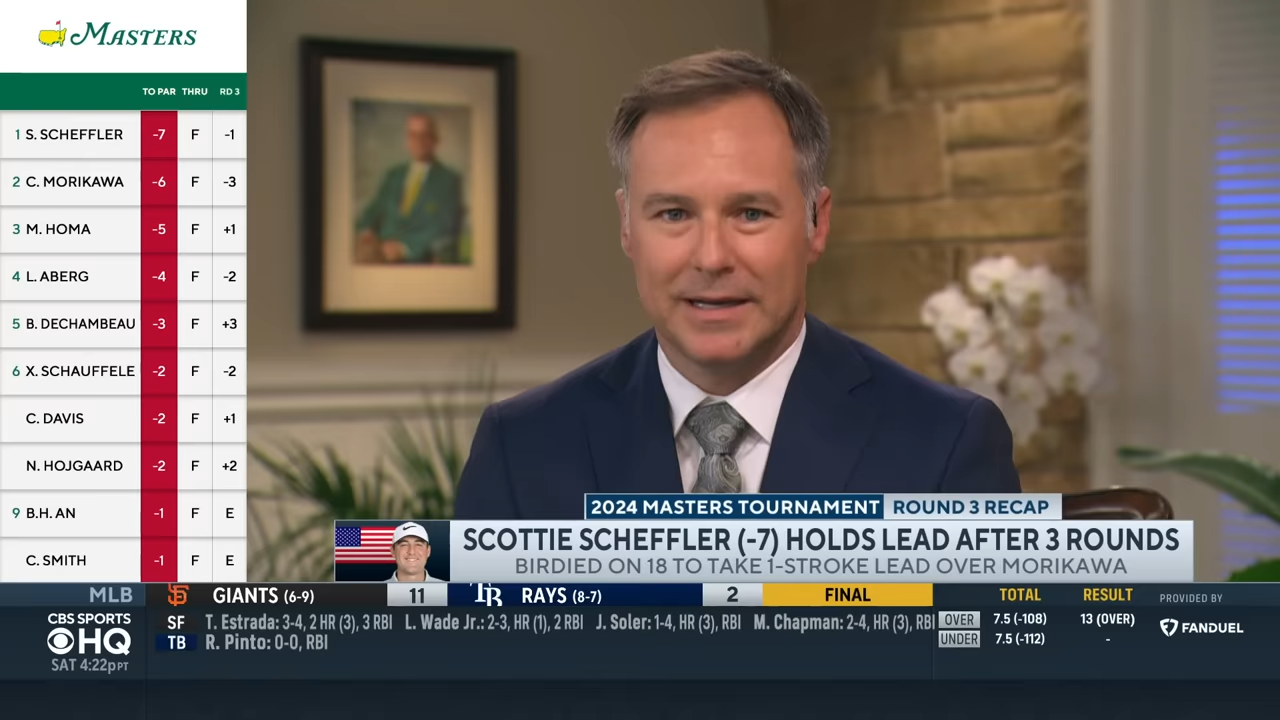 MASTERS
TO PAR THRU RD 3
1 S. SCHEFFLER -7 F -1
2 C. MORIKAWA -6 F -3
3 M. HOMA -5 F +1
4 L. ABERG -4 F -2
5 B. DECHAMBEAU -3 F +3
6 X. SCHAUFFELE -2 F -2
C. DAVIS -2 F +1
N. HOJGAARD -2 F +2
9 B.H. AN -1 F E
C. SMITH -1 F E
2024 MASTERS TOURNAMENT ROUND 3 RECAP
SCOTTIE SCHEFFLER (-7) HOLDS LEAD AFTER 3 ROUNDS
BIRDIED ON 18 TO TAKE 1-STROKE LEAD OVER MORIKAWA
MLB SF GIANTS (6-9) 11 TB RAYS (8-7) 2 FINAL TOTAL RESULT PROVIDED BY
CBS SPORTS HQ
SAT 4:22PM PT
SF T. Estrada: 3-4, 2 HR (3), 3 RBI L. Wade Jr.: 2-3, HR (1), 2 RBI J. Soler: 1-4, HR (3), RBI M. Chapman: 2-4, HR (3), RBI
TB R. Pinto: 0-0, RBI
OVER 7.5 (-108) 13 (OVER)
UNDER 7.5 (-112) -
FANDUEL